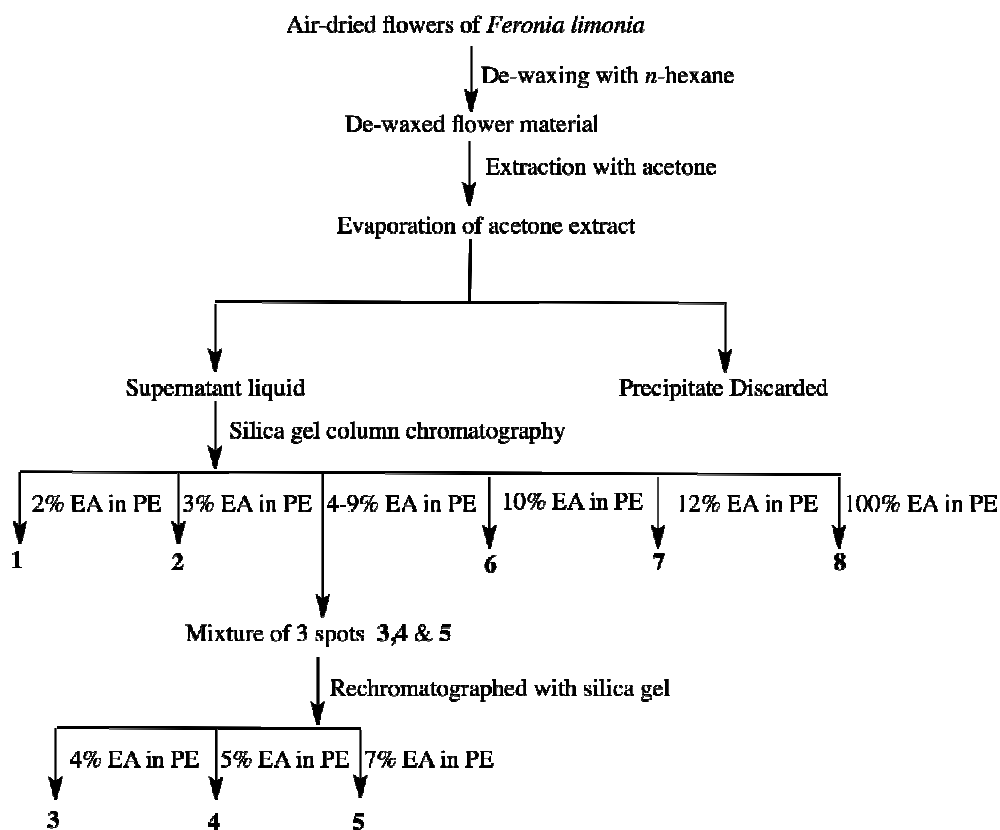 Air-dried flowers of Feronia limonia
De-waxing with n-hexane
De-waxed flower material
Extraction with acetone
Evaporation of acetone extract
Supernatant liquid
Precipitate Discarded
Silica gel column chromatography
2% EA in PE
3% EA in PE
4-9% EA in PE
10% EA in PE
12% EA in PE
100% EA in PE
1
2
6
7
8
Mixture of 3 spots 3,4 & 5
Rechromatographed with silica gel
4% EA in PE
5% EA in PE
7% EA in PE
3
4
5